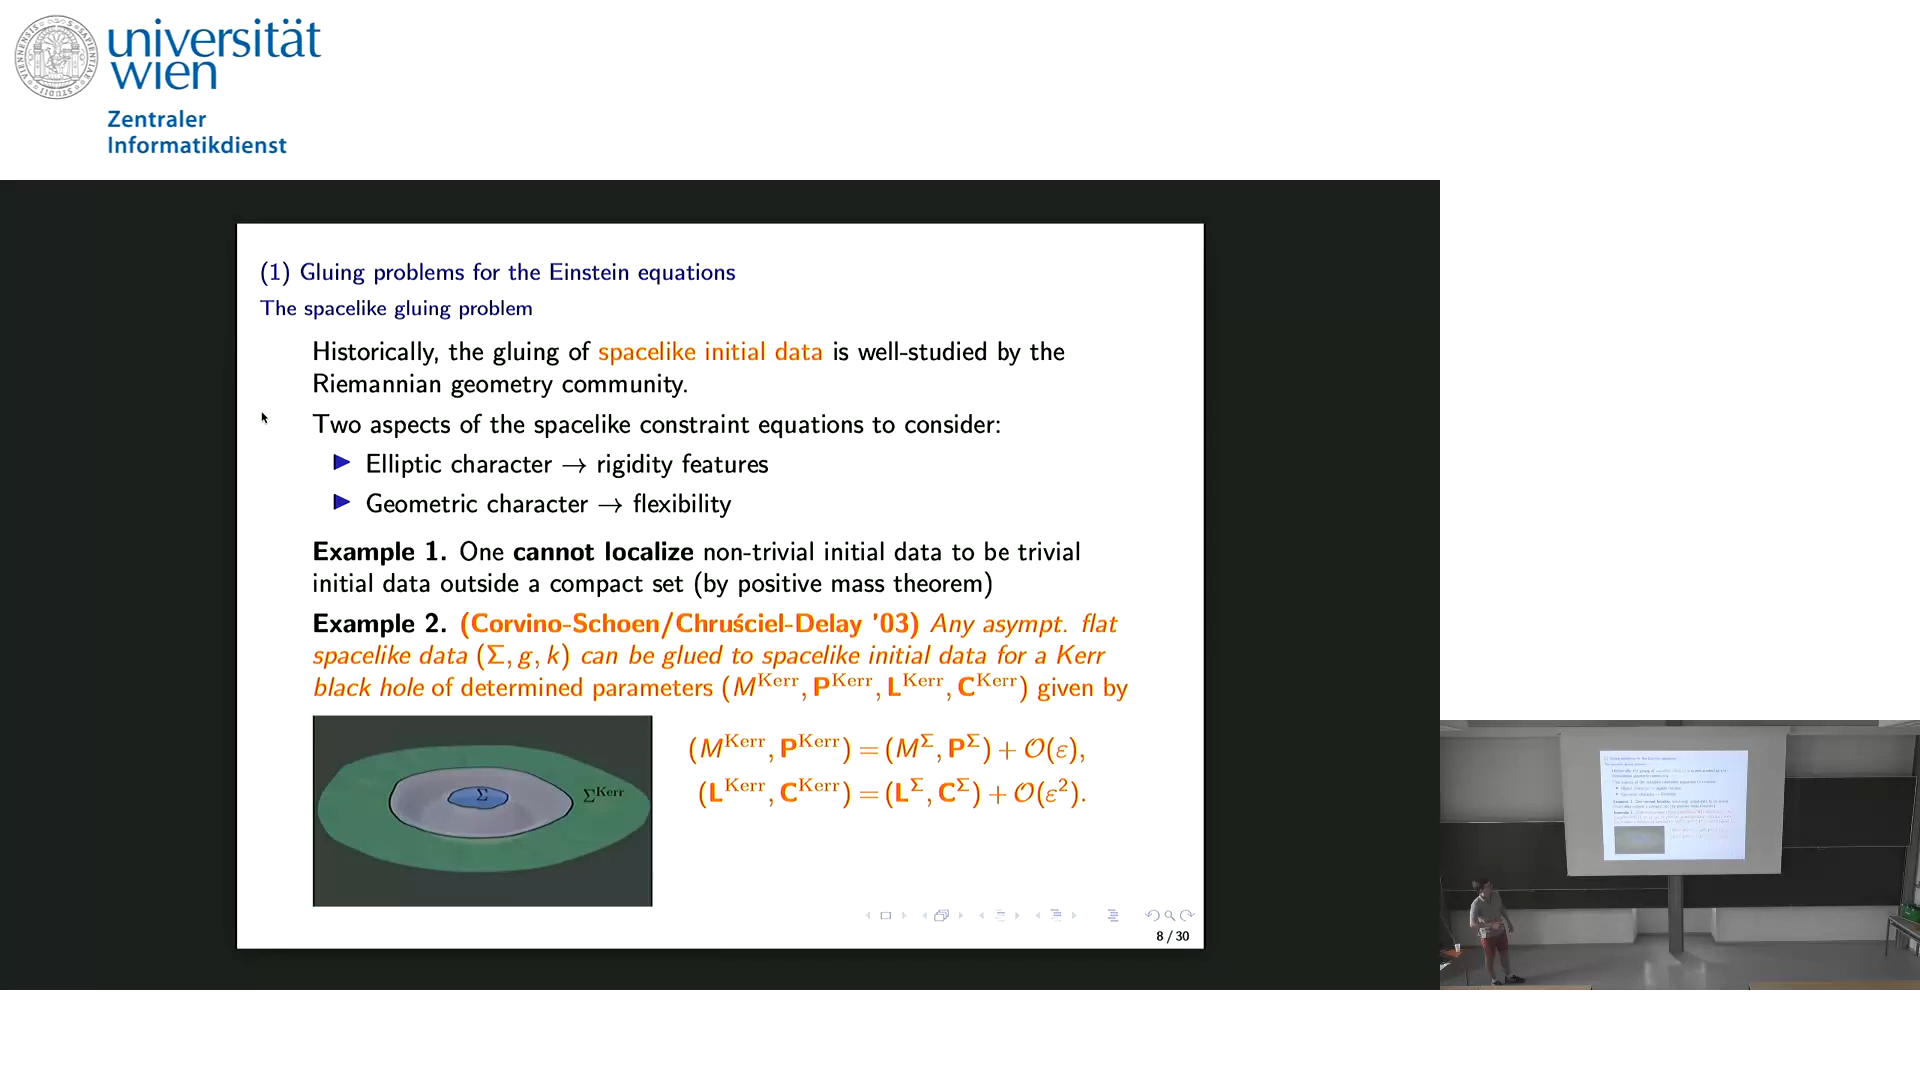 universität
wien
Zentraler
Informatikdienst
(1) Gluing problems for the Einstein equations
The spacelike gluing problem
Historically, the gluing of spacelike initial data is well-studied by the
Riemannian geometry community.
Two aspects of the spacelike constraint equations to consider:
▶ Elliptic character → rigidity features
▶ Geometric character → flexibility
Example 1. One cannot localize non-trivial initial data to be trivial
initial data outside a compact set (by positive mass theorem)
Example 2. (Corvino-Schoen/Chruściel-Delay '03) Any asympt. flat
spacelike data (Σ, g, k) can be glued to spacelike initial data for a Kerr
black hole of determined parameters (M^Kerr, P^Kerr, L^Kerr, C^Kerr) given by
(M^Kerr, P^Kerr) = (M^Σ, P^Σ) + O(ε),
(L^Kerr, C^Kerr) = (L^Σ, C^Σ) + O(ε²).
Σ
Σ^Kerr
8 / 30